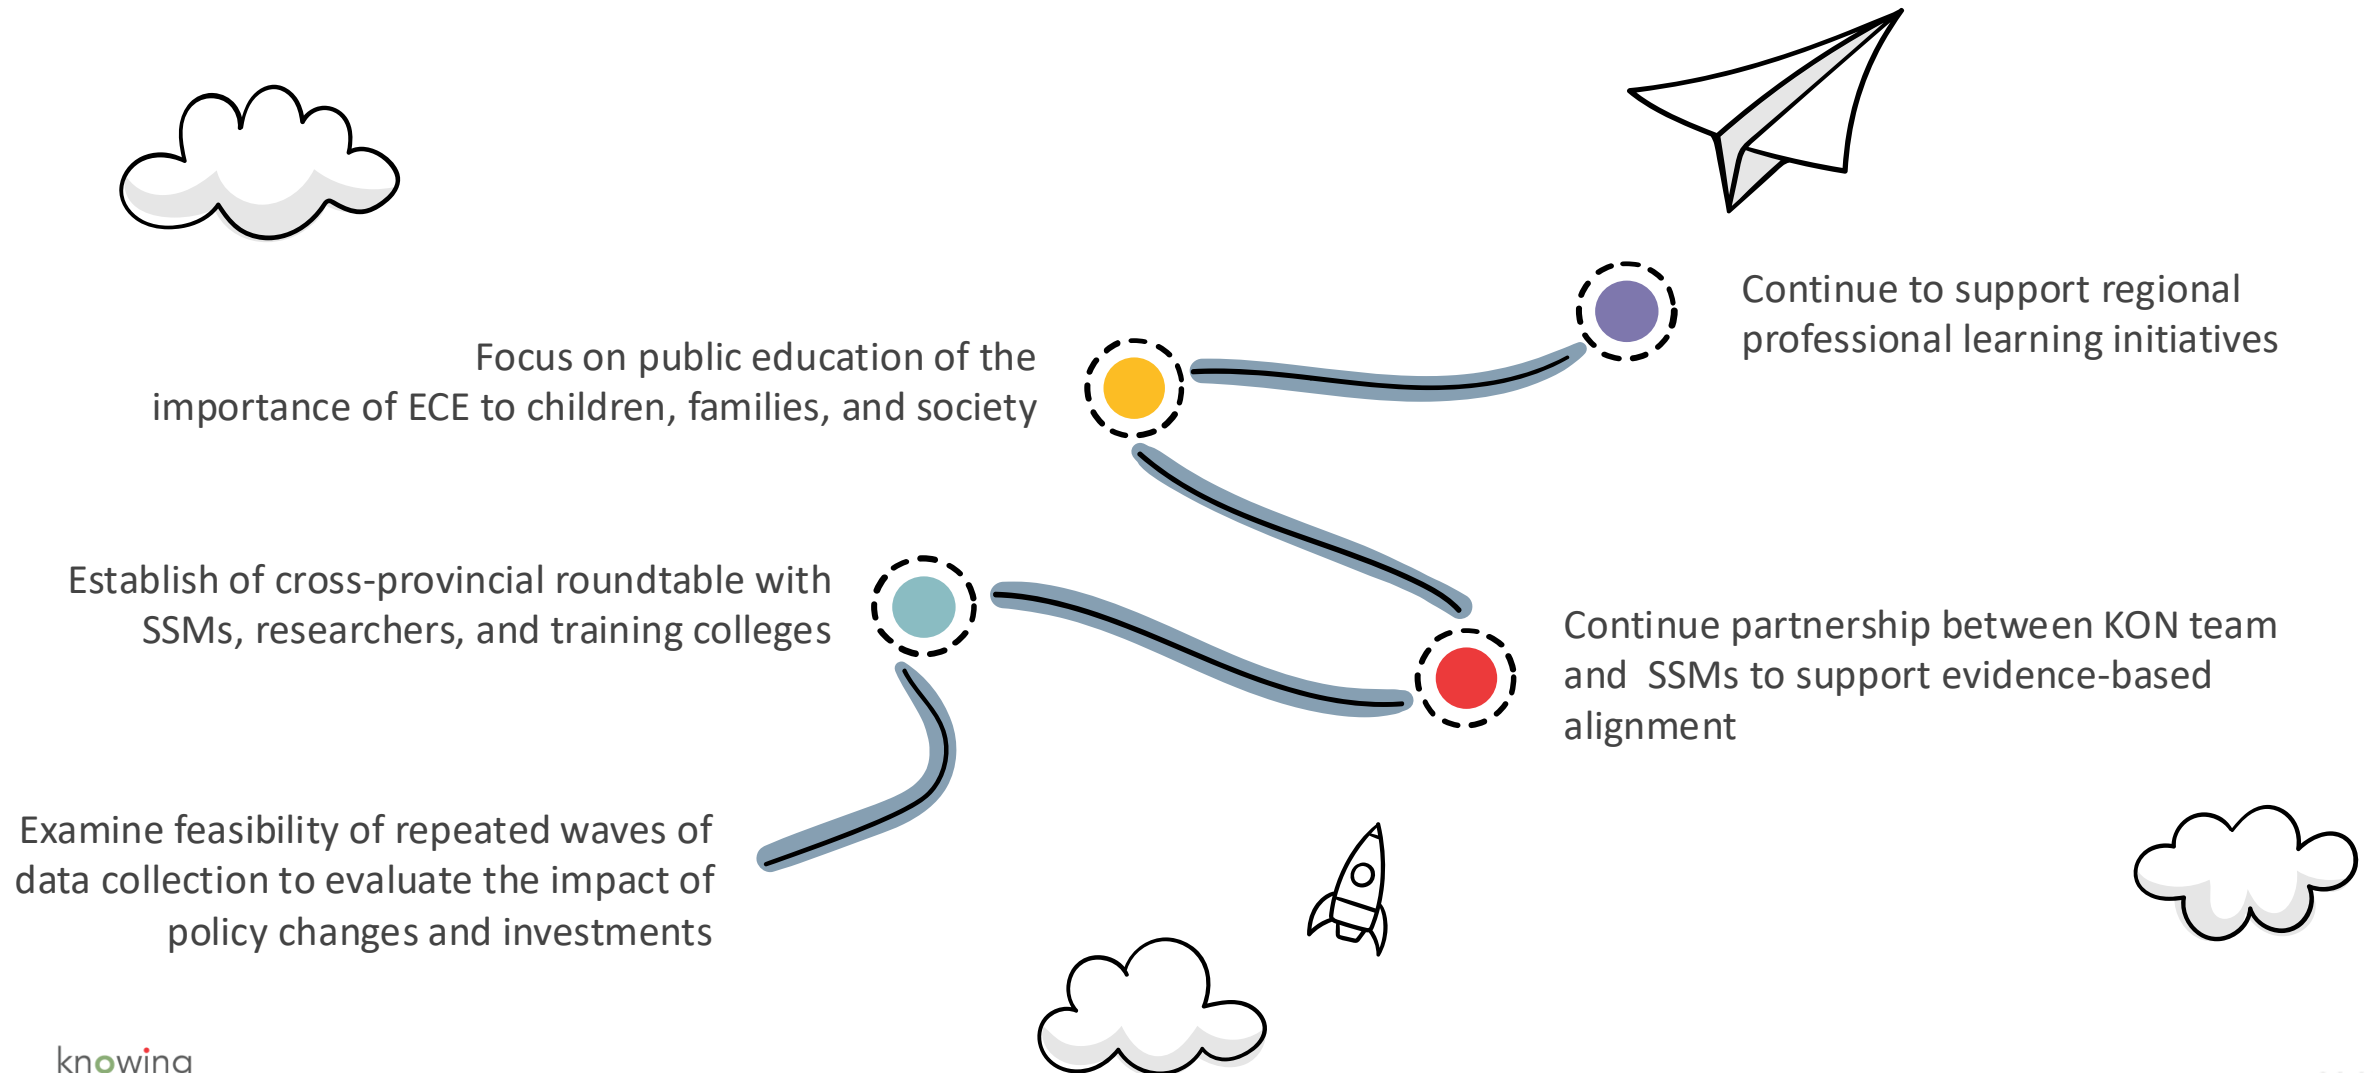 Continue to support regional
professional learning initiatives
Focus on public education of the
importance of ECE to children, families, and society
Establish of cross-provincial roundtable with
SSMs, researchers, and training colleges
Continue partnership between KON team
and  SSMs to support evidence-based
alignment
Examine feasibility of repeated waves of
data collection to evaluate the impact of
policy changes and investments
knowing